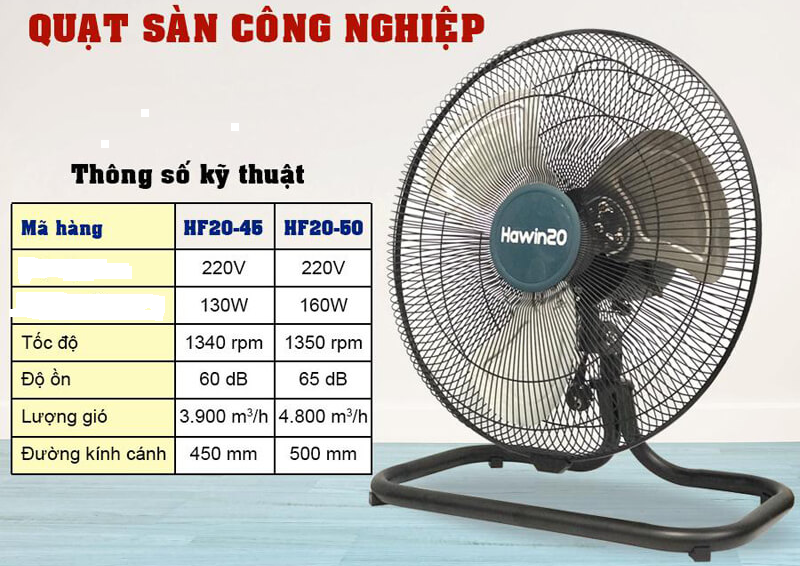 QUẠT SÀN CÔNG NGHIỆP
Thông số kỹ thuật
Mã hàng HF20-45 HF20-50
220V 220V
130W 160W
Tốc độ 1340 rpm 1350 rpm
Độ ồn 60 dB 65 dB
Lượng gió 3.900 m³/h 4.800 m³/h
Đường kính cánh 450 mm 500 mm
Hawin20